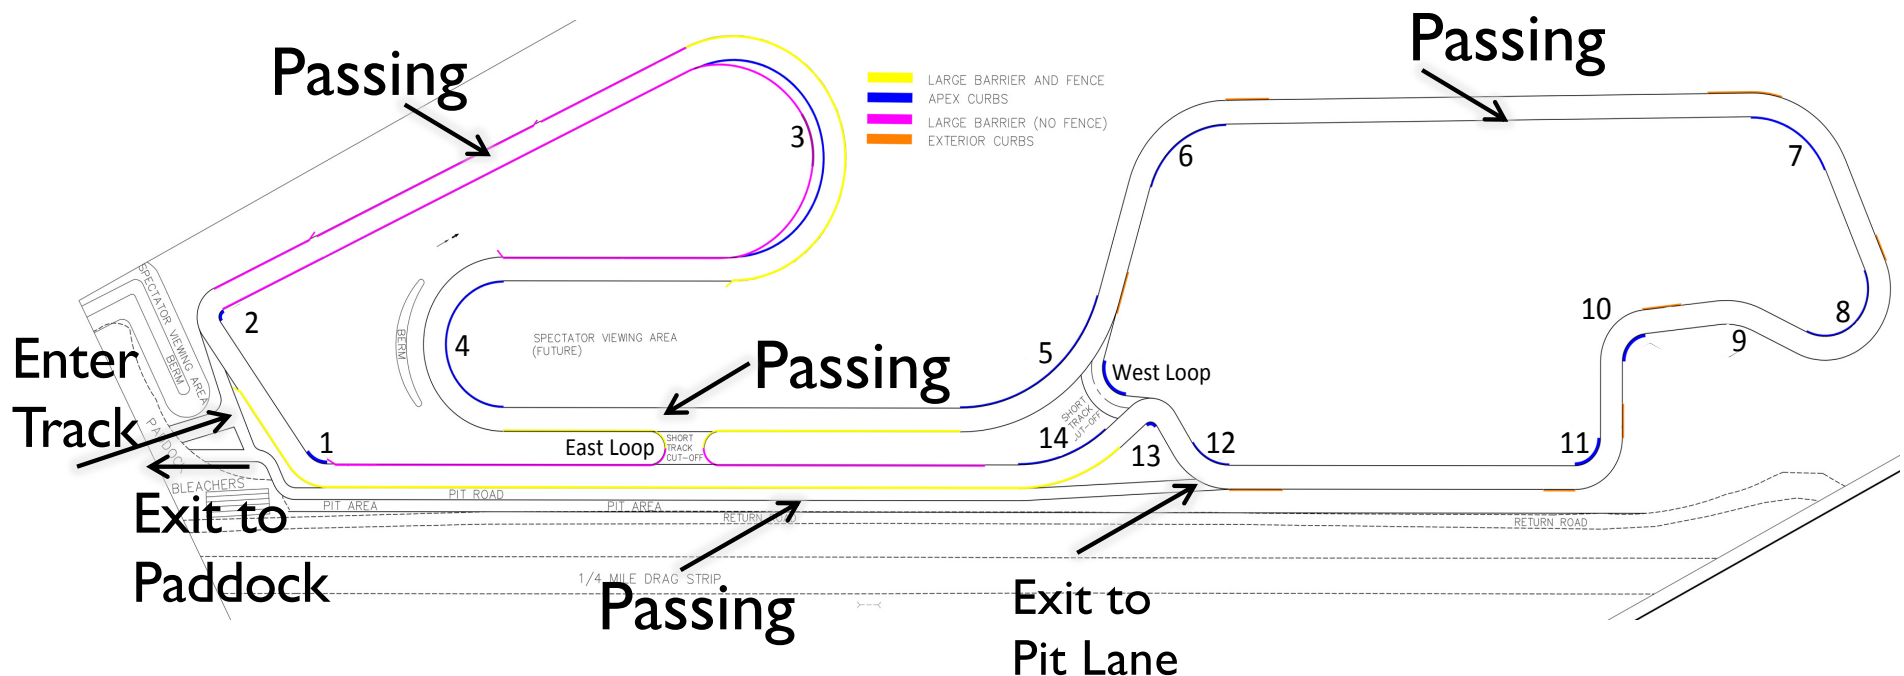 Passing
Passing
LARGE BARRIER AND FENCE
APEX CURBS
LARGE BARRIER (NO FENCE)
EXTERIOR CURBS
3
6
7
SPECTATOR VIEWING AREA
BERM
2
BERM
4
SPECTATOR VIEWING AREA
(FUTURE)
5
10
9
8
Enter
Track
Passing
West Loop
SHORT
TRACK
CUT-OFF
PADDOCK
1
East Loop
SHORT
TRACK
CUT-OFF
14
13
12
11
BLEACHERS
PIT ROAD
PIT AREA
PIT AREA
RETURN ROAD
RETURN ROAD
Exit to
Paddock
1/4 MILE DRAG STRIP
Passing
Exit to
Pit Lane